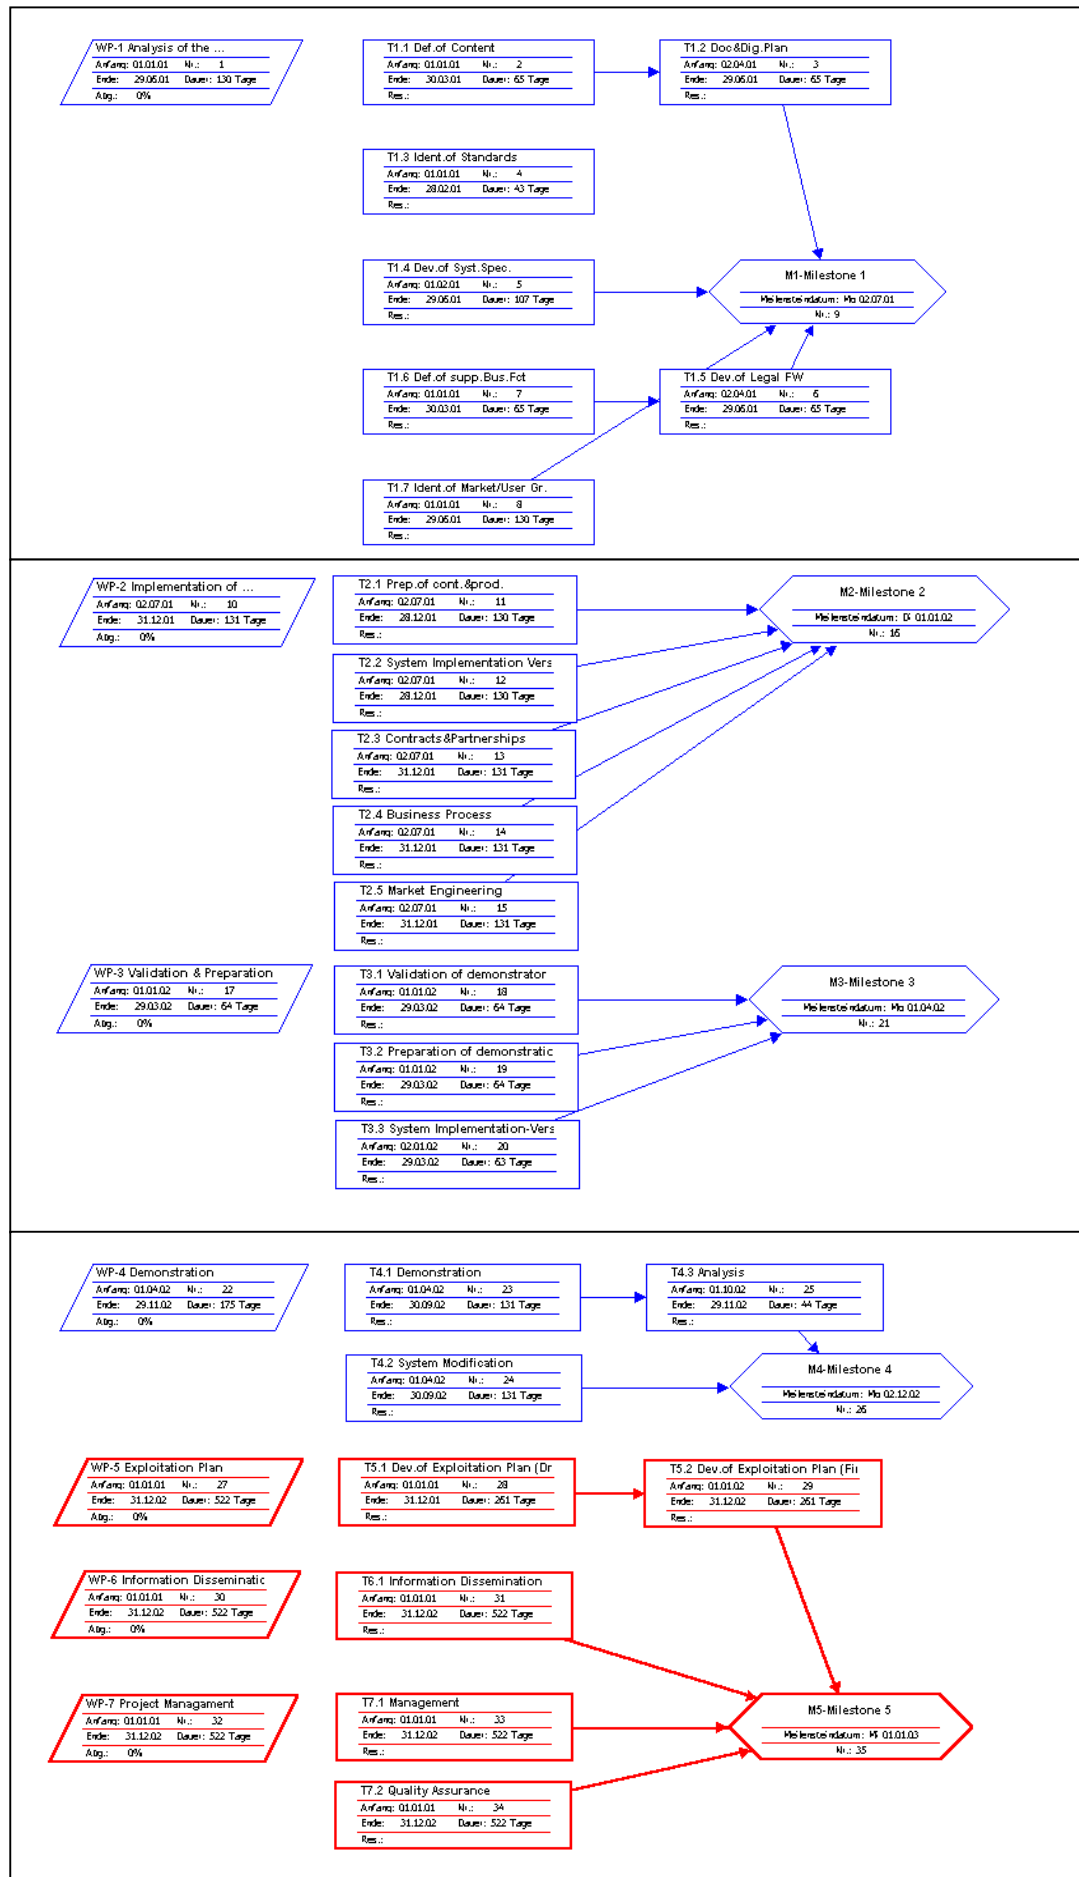 WP-1 Analysis of the ...
Anfang: 01.01.01 Nr.: 1
Ende: 29.06.01 Dauer: 130 Tage
Abg.: 0%
T1.1 Def.of Content
Anfang: 01.01.01 Nr.: 2
Ende: 30.03.01 Dauer: 65 Tage
Res.:
T1.2 Doc&Dig.Plan
Anfang: 02.04.01 Nr.: 3
Ende: 29.06.01 Dauer: 65 Tage
Res.:
T1.3 Ident.of Standards
Anfang: 01.01.01 Nr.: 4
Ende: 28.02.01 Dauer: 43 Tage
Res.:
T1.4 Dev.of Syst.Spec.
Anfang: 01.02.01 Nr.: 5
Ende: 29.06.01 Dauer: 107 Tage
Res.:
M1-Milestone 1
Meilensteindatum: Mo 02.07.01
Nr.: 9
T1.6 Def.of supp.Bus.Fct
Anfang: 01.01.01 Nr.: 7
Ende: 30.03.01 Dauer: 65 Tage
Res.:
T1.5 Dev.of Legal FW
Anfang: 02.04.01 Nr.: 6
Ende: 29.06.01 Dauer: 65 Tage
Res.:
T1.7 Ident.of Market/User Gr.
Anfang: 01.01.01 Nr.: 8
Ende: 29.06.01 Dauer: 130 Tage
Res.:
WP-2 Implementation of ...
Anfang: 02.07.01 Nr.: 10
Ende: 31.12.01 Dauer: 131 Tage
Abg.: 0%
T2.1 Prep.of cont.&prod.
Anfang: 02.07.01 Nr.: 11
Ende: 28.12.01 Dauer: 130 Tage
Res.:
M2-Milestone 2
Meilensteindatum: Di 01.01.02
Nr.: 16
T2.2 System Implementation Vers
Anfang: 02.07.01 Nr.: 12
Ende: 28.12.01 Dauer: 130 Tage
Res.:
T2.3 Contracts&Partnerships
Anfang: 02.07.01 Nr.: 13
Ende: 31.12.01 Dauer: 131 Tage
Res.:
T2.4 Business Process
Anfang: 02.07.01 Nr.: 14
Ende: 31.12.01 Dauer: 131 Tage
Res.:
T2.5 Market Engineering
Anfang: 02.07.01 Nr.: 15
Ende: 31.12.01 Dauer: 131 Tage
Res.:
WP-3 Validation & Preparation
Anfang: 01.01.02 Nr.: 17
Ende: 29.03.02 Dauer: 64 Tage
Abg.: 0%
T3.1 Validation of demonstrator
Anfang: 01.01.02 Nr.: 18
Ende: 29.03.02 Dauer: 64 Tage
Res.:
M3-Milestone 3
Meilensteindatum: Mo 01.04.02
Nr.: 21
T3.2 Preparation of demonstratic
Anfang: 01.01.02 Nr.: 19
Ende: 29.03.02 Dauer: 64 Tage
Res.:
T3.3 System Implementation-Vers
Anfang: 02.01.02 Nr.: 20
Ende: 29.03.02 Dauer: 63 Tage
Res.:
WP-4 Demonstration
Anfang: 01.04.02 Nr.: 22
Ende: 29.11.02 Dauer: 175 Tage
Abg.: 0%
T4.1 Demonstration
Anfang: 01.04.02 Nr.: 23
Ende: 30.09.02 Dauer: 131 Tage
Res.:
T4.3 Analysis
Anfang: 01.10.02 Nr.: 25
Ende: 29.11.02 Dauer: 44 Tage
Res.:
T4.2 System Modification
Anfang: 01.04.02 Nr.: 24
Ende: 30.09.02 Dauer: 131 Tage
Res.:
M4-Milestone 4
Meilensteindatum: Mo 02.12.02
Nr.: 26
WP-5 Exploitation Plan
Anfang: 01.01.01 Nr.: 27
Ende: 31.12.02 Dauer: 522 Tage
Abg.: 0%
T5.1 Dev.of Exploitation Plan (Dr
Anfang: 01.01.01 Nr.: 28
Ende: 31.12.01 Dauer: 261 Tage
Res.:
T5.2 Dev.of Exploitation Plan (Fin
Anfang: 01.01.02 Nr.: 29
Ende: 31.12.02 Dauer: 261 Tage
Res.:
WP-6 Information Disseminatic
Anfang: 01.01.01 Nr.: 30
Ende: 31.12.02 Dauer: 522 Tage
Abg.: 0%
T6.1 Information Dissemination
Anfang: 01.01.01 Nr.: 31
Ende: 31.12.02 Dauer: 522 Tage
Res.:
WP-7 Project Managament
Anfang: 01.01.01 Nr.: 32
Ende: 31.12.02 Dauer: 522 Tage
Abg.: 0%
T7.1 Management
Anfang: 01.01.01 Nr.: 33
Ende: 31.12.02 Dauer: 522 Tage
Res.:
M5-Milestone 5
Meilensteindatum: Mi 01.01.03
Nr.: 35
T7.2 Quality Assurance
Anfang: 01.01.01 Nr.: 34
Ende: 31.12.02 Dauer: 522 Tage
Res.: